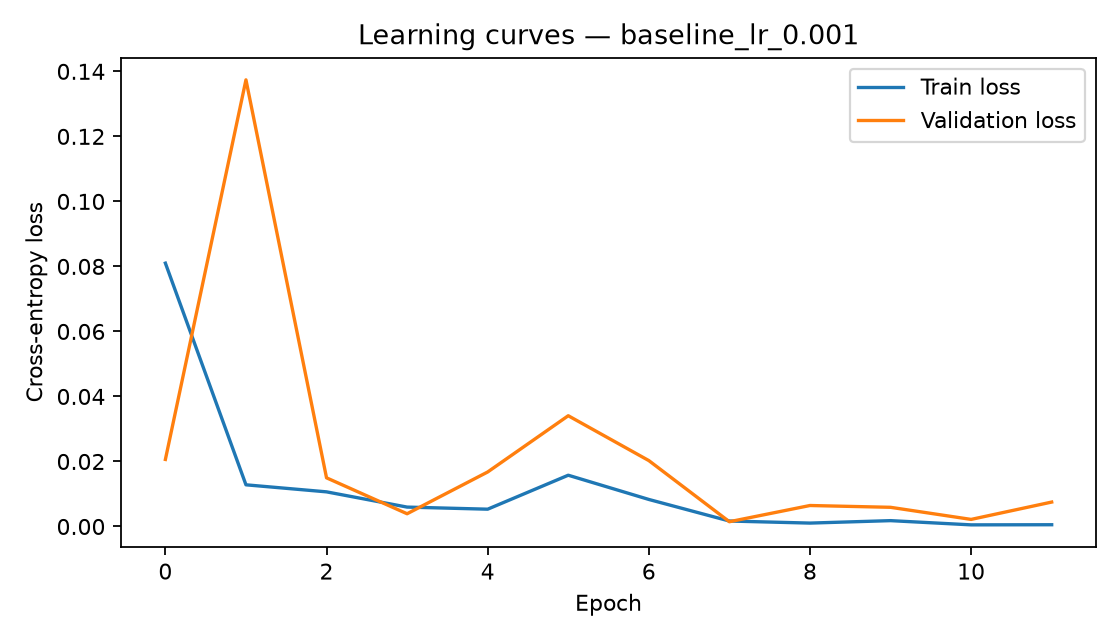 Learning curves — baseline_lr_0.001
Train loss
Validation loss
Cross-entropy loss
0.14
0.12
0.10
0.08
0.06
0.04
0.02
0.00
0 2 4 6 8 10
Epoch